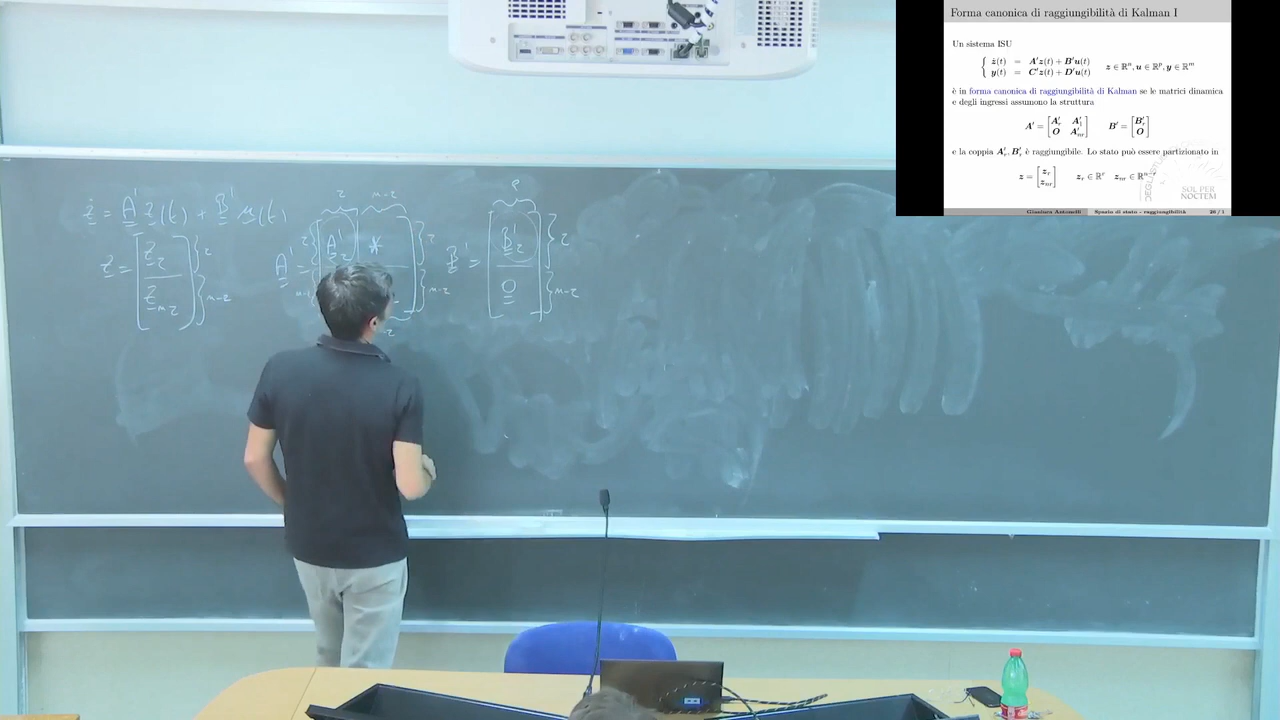 Forma canonica di raggiungibilità di Kalman I
Un sistema ISU
{ ż(t) = A'z(t) + B'u(t)
y(t) = C'z(t) + D'u(t) z ∈ ℝⁿ, u ∈ ℝᵖ, y ∈ ℝᵐ
è in forma canonica di raggiungibilità di Kalman se le matrici dinamica
e degli ingressi assumono la struttura
A' = [A'r A'1; O A'nr] B' = [B'r; O]
e la coppia A'r, B'r è raggiungibile. Lo stato può essere partizionato in
z = [zr; znr] zr ∈ ℝʳ
SOL PER
NOCTEM
Gianluca Antonelli Spazio di stato - raggiungibilità 26 / 1
ż = A' z(t) + B' u(t)
r n-r p
z = [zr; zn-r] r n-r
A' = [A'r *] r n-r
B' = [B'r; 0] r n-r